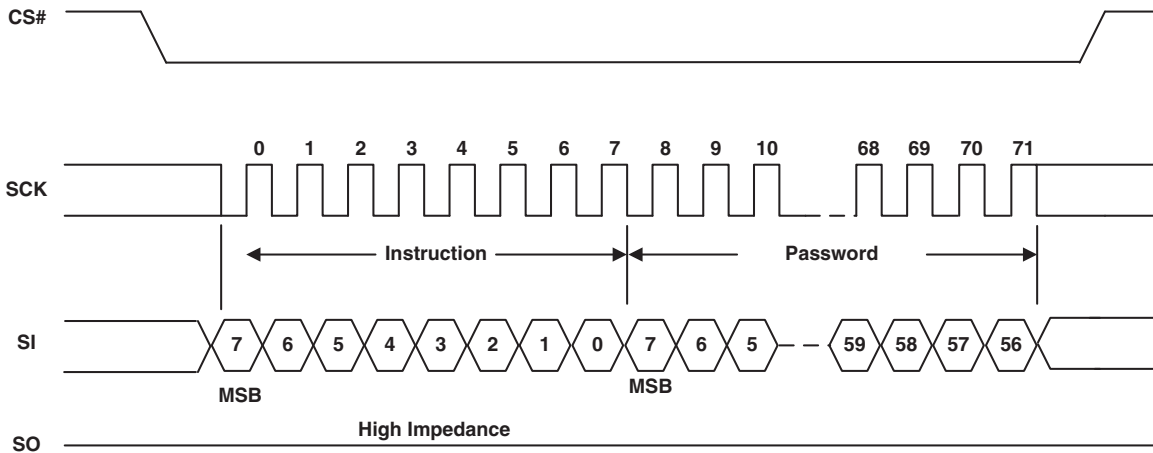 CS#
0 1 2 3 4 5 6 7 8 9 10 68 69 70 71
SCK
Instruction Password
SI
7 6 5 4 3 2 1 0 7 6 5 59 58 57 56
MSB MSB
High Impedance
SO